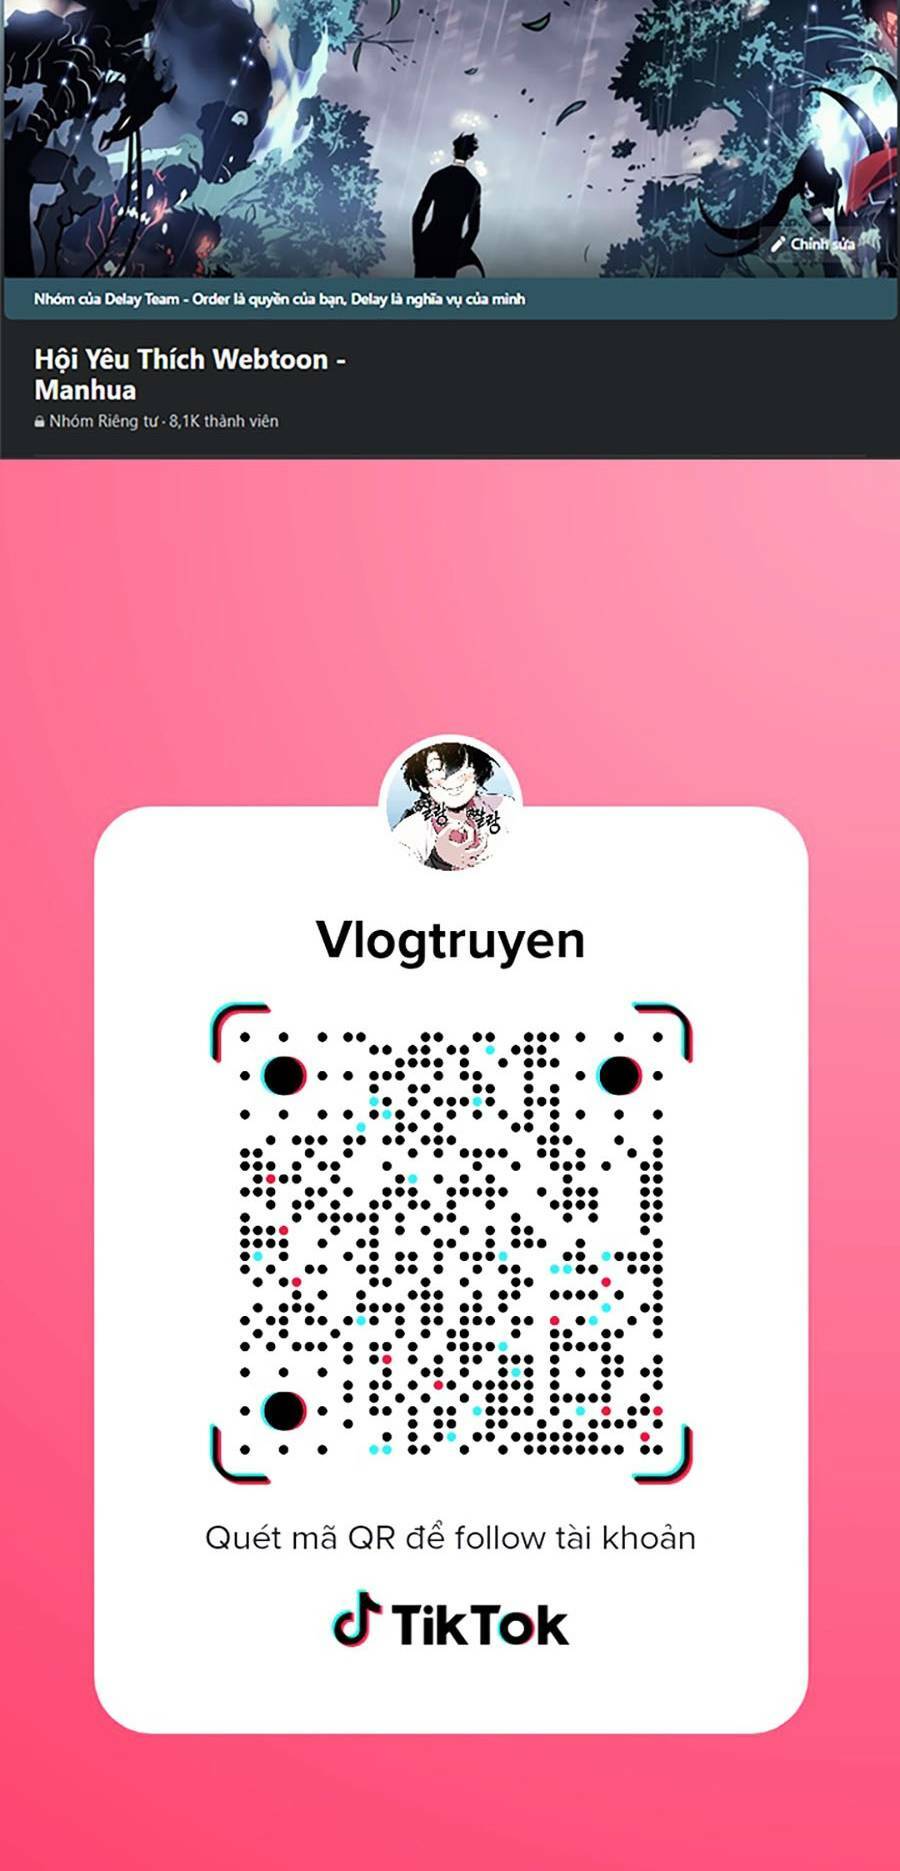 Chỉnh sửa
Nhóm của Delay Team - Order là quyền của bạn, Delay là nghĩa vụ của mình
Hội Yêu Thích Webtoon -
Manhua
Nhóm Riêng tư · 8,1K thành viên
짤랑 짤랑
Vlogtruyen
Quét mã QR để follow tài khoản
TikTok